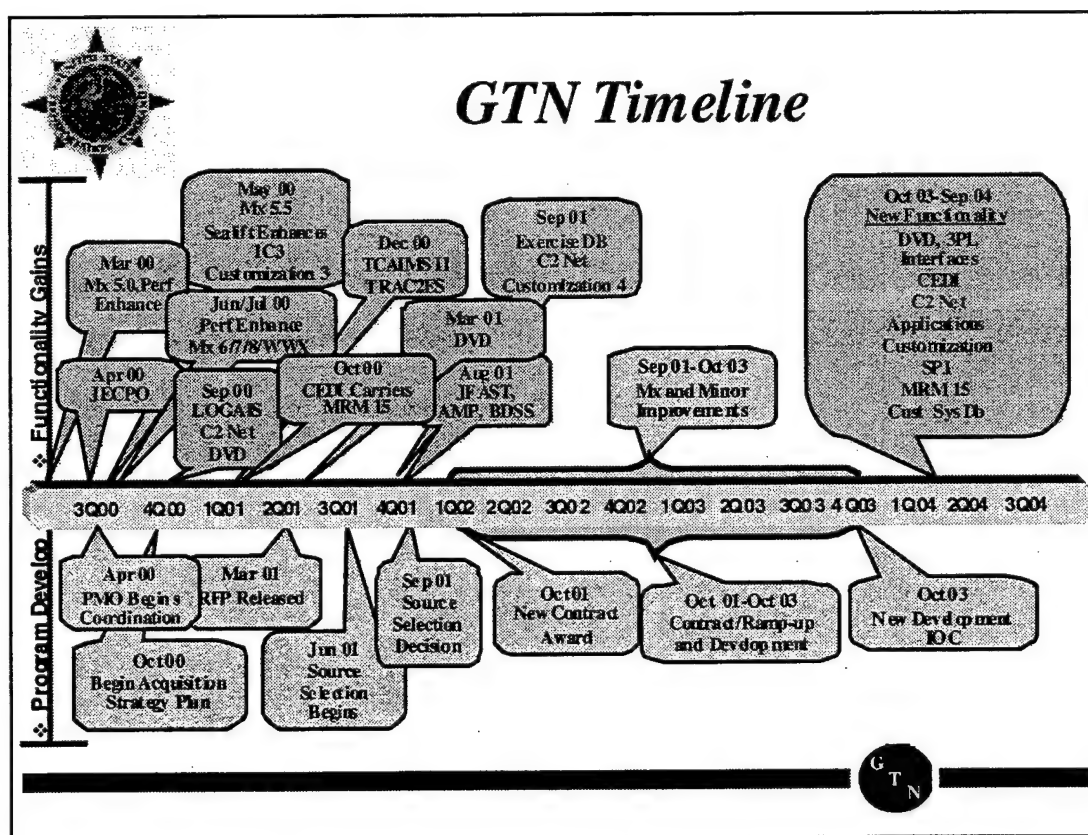 GTN Timeline
❖ Functionality Gains
Mar 00
Mx 5.0, Perf
Enhance
Apr 00
JECPO
May 00
Mx 5.5
Sealift Enhances
1C3
Customization 3
Jun/Jul 00
Perf Enhance
Mx 6/7/8/WWX
Sep 00
LOGAIS
C2 Net
DVD
Oct 00
CEDI Carriers
MRM 15
Dec 00
TCAIMS II
TRAC2ES
Mar 01
DVD
Aug 01
JFAST,
AMP, BDSS
Sep 01
Exercise DB
C2 Net
Customization 4
Sep 01-Oct 03
Mx and Minor
Improvements
Oct 03-Sep 04
New Functionality
DVD, 3PL
Interfaces
CEDI
C2 Net
Applications
Customization
SPI
MRM 15
Cust Sys Db
3Q00 4Q00 1Q01 2Q01 3Q01 4Q01 1Q02 2Q02 3Q02 4Q02 1Q03 2Q03 3Q03 4Q03 1Q04 2Q04 3Q04
❖ Program Develop
Apr 00
PMO Begins
Coordination
Oct 00
Begin Acquisition
Strategy Plan
Mar 01
RFP Released
Jun 01
Source
Selection
Begins
Sep 01
Source
Selection
Decision
Oct 01
New Contract
Award
Oct 01-Oct 03
Contract/Ramp-up
and Development
Oct 03
New Development
IOC
G
T
N